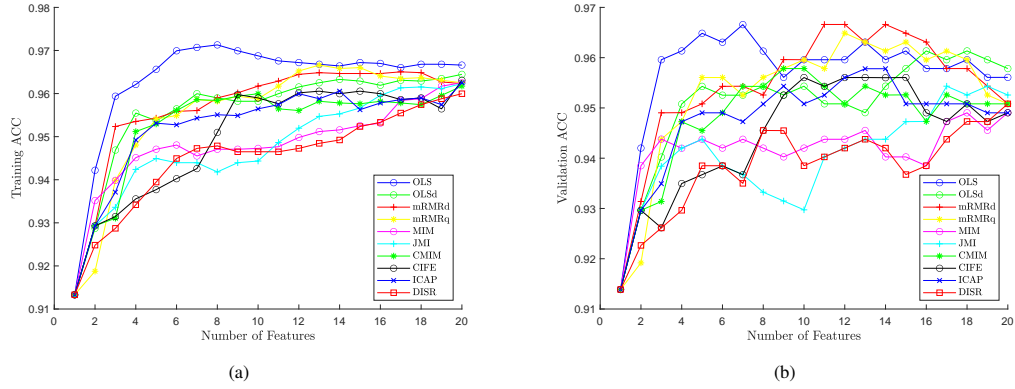 0.98
0.97
0.96
0.95
0.94
0.93
0.92
0.91
Training ACC
0 2 4 6 8 10 12 14 16 18 20
Number of Features
OLS
OLSd
mRMRd
mRMRq
MIM
JMI
CMIM
CIFE
ICAP
DISR
(a)
0.97
0.96
0.95
0.94
0.93
0.92
0.91
Validation ACC
0 2 4 6 8 10 12 14 16 18 20
Number of Features
OLS
OLSd
mRMRd
mRMRq
MIM
JMI
CMIM
CIFE
ICAP
DISR
(b)